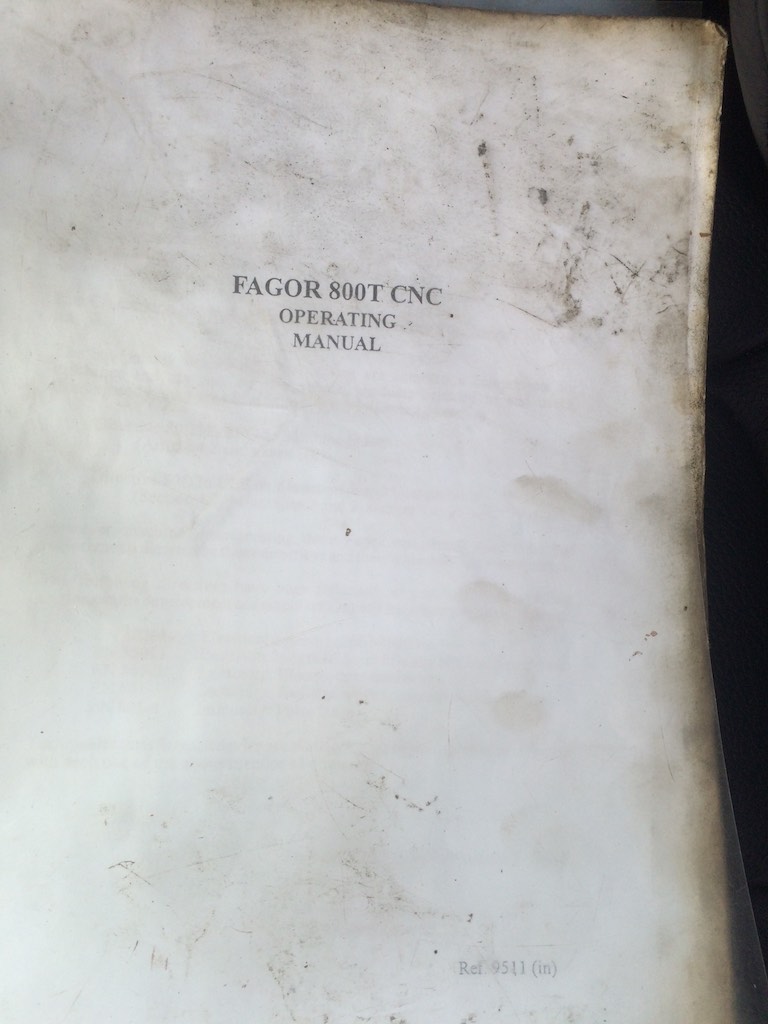 FAGOR 800T CNC
OPERATING
MANUAL
Ref. 9511 (in)